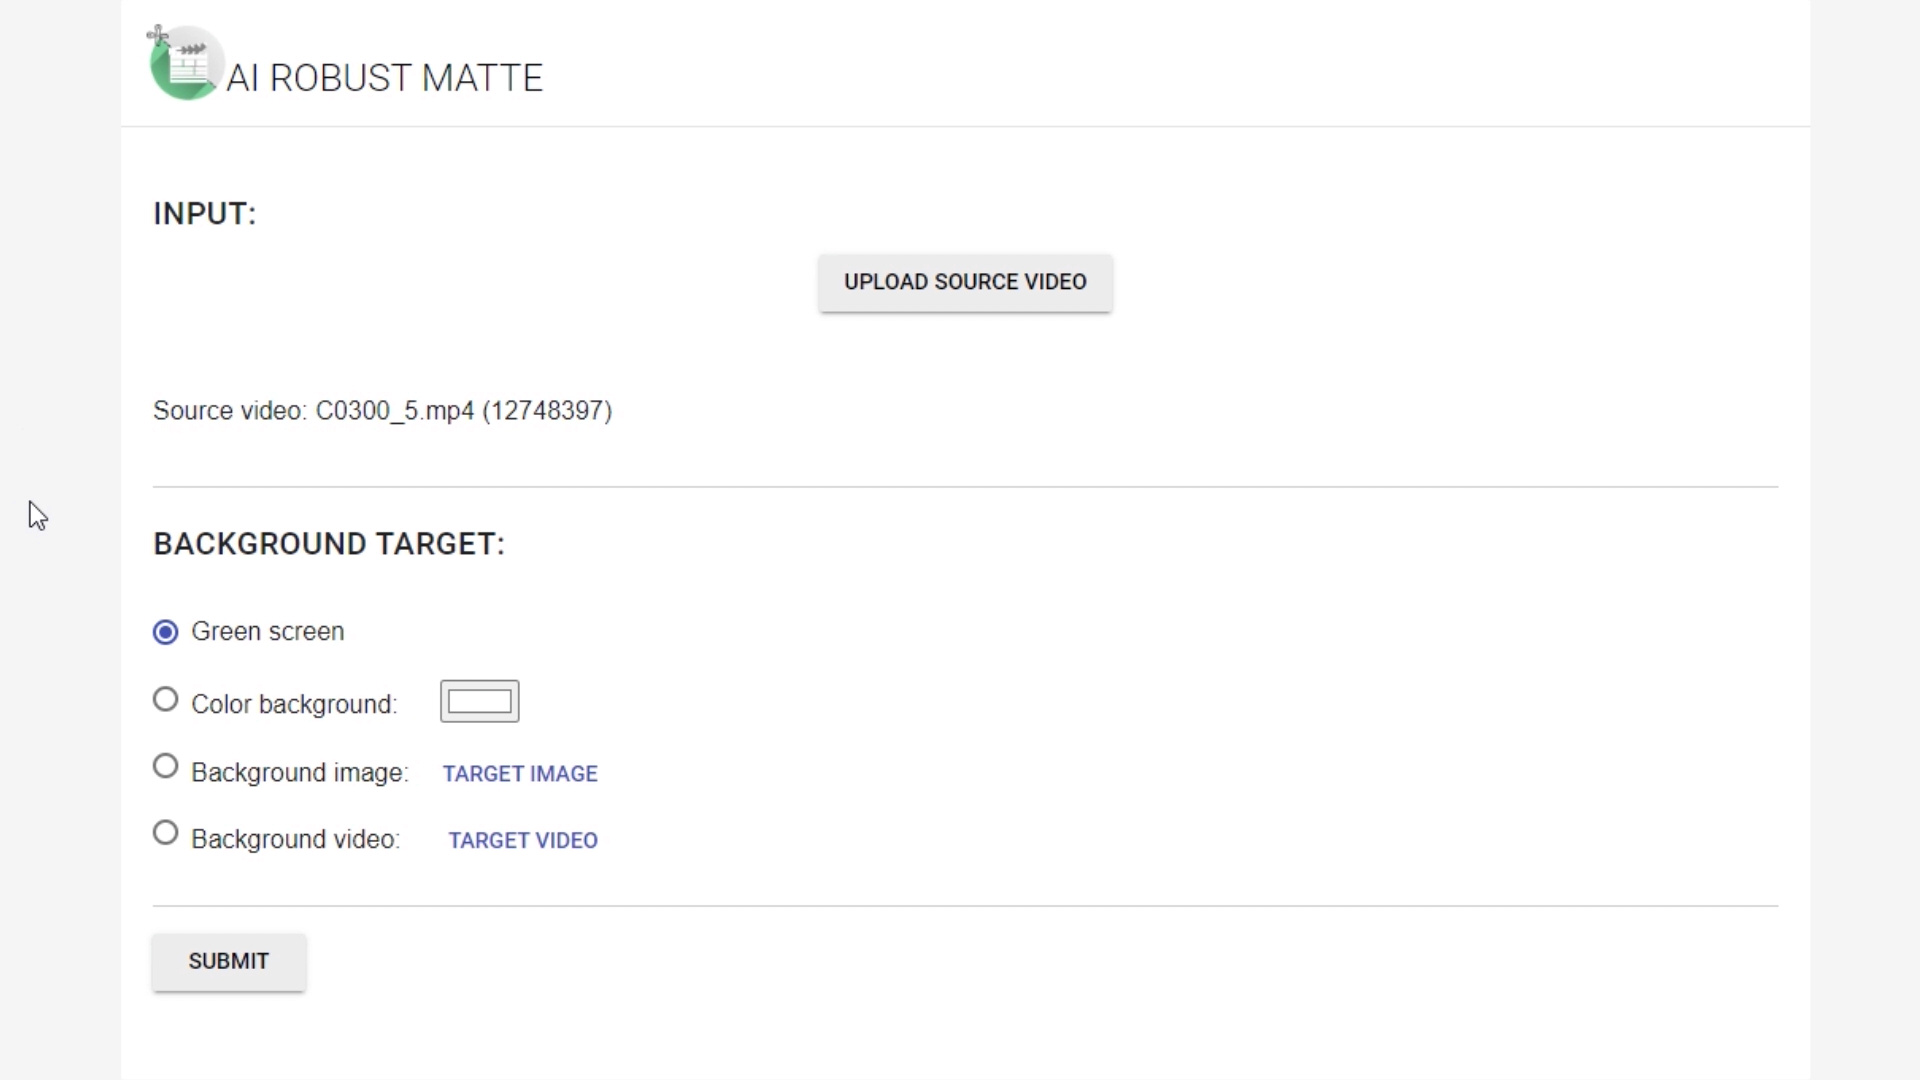 AI ROBUST MATTE
INPUT:
UPLOAD SOURCE VIDEO
Source video: C0300_5.mp4 (12748397)
BACKGROUND TARGET:
Green screen
Color background:
Background image: TARGET IMAGE
Background video: TARGET VIDEO
SUBMIT